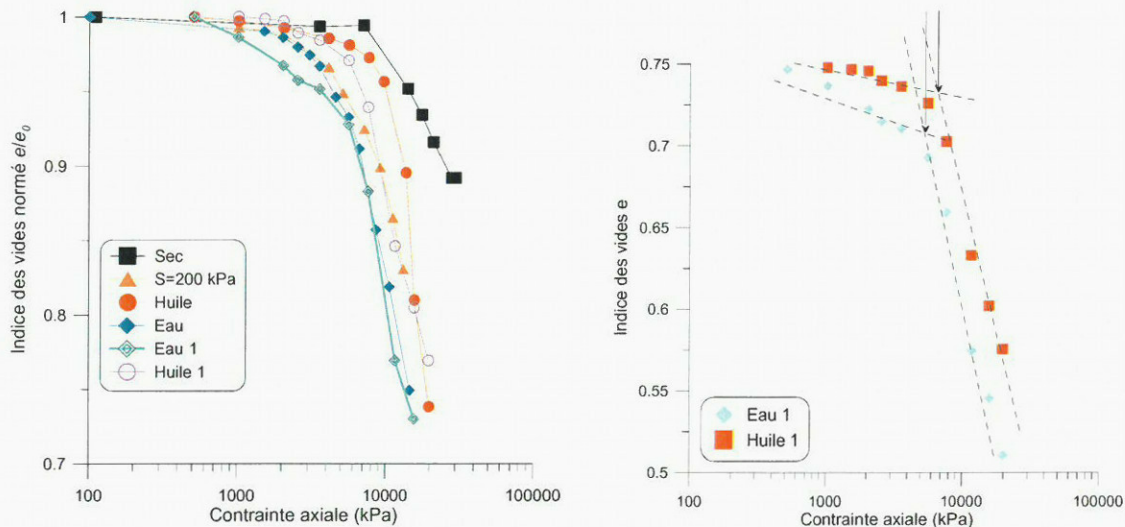 Indice des vides normé e/e0
1
0.9
0.8
0.7
Sec
S=200 kPa
Huile
Eau
Eau 1
Huile 1
100
1000
10000
100000
Contrainte axiale (kPa)
Indice des vides e
0.75
0.7
0.65
0.6
0.55
0.5
Eau 1
Huile 1
100
1000
10000
100000
Contrainte axiale (kPa)